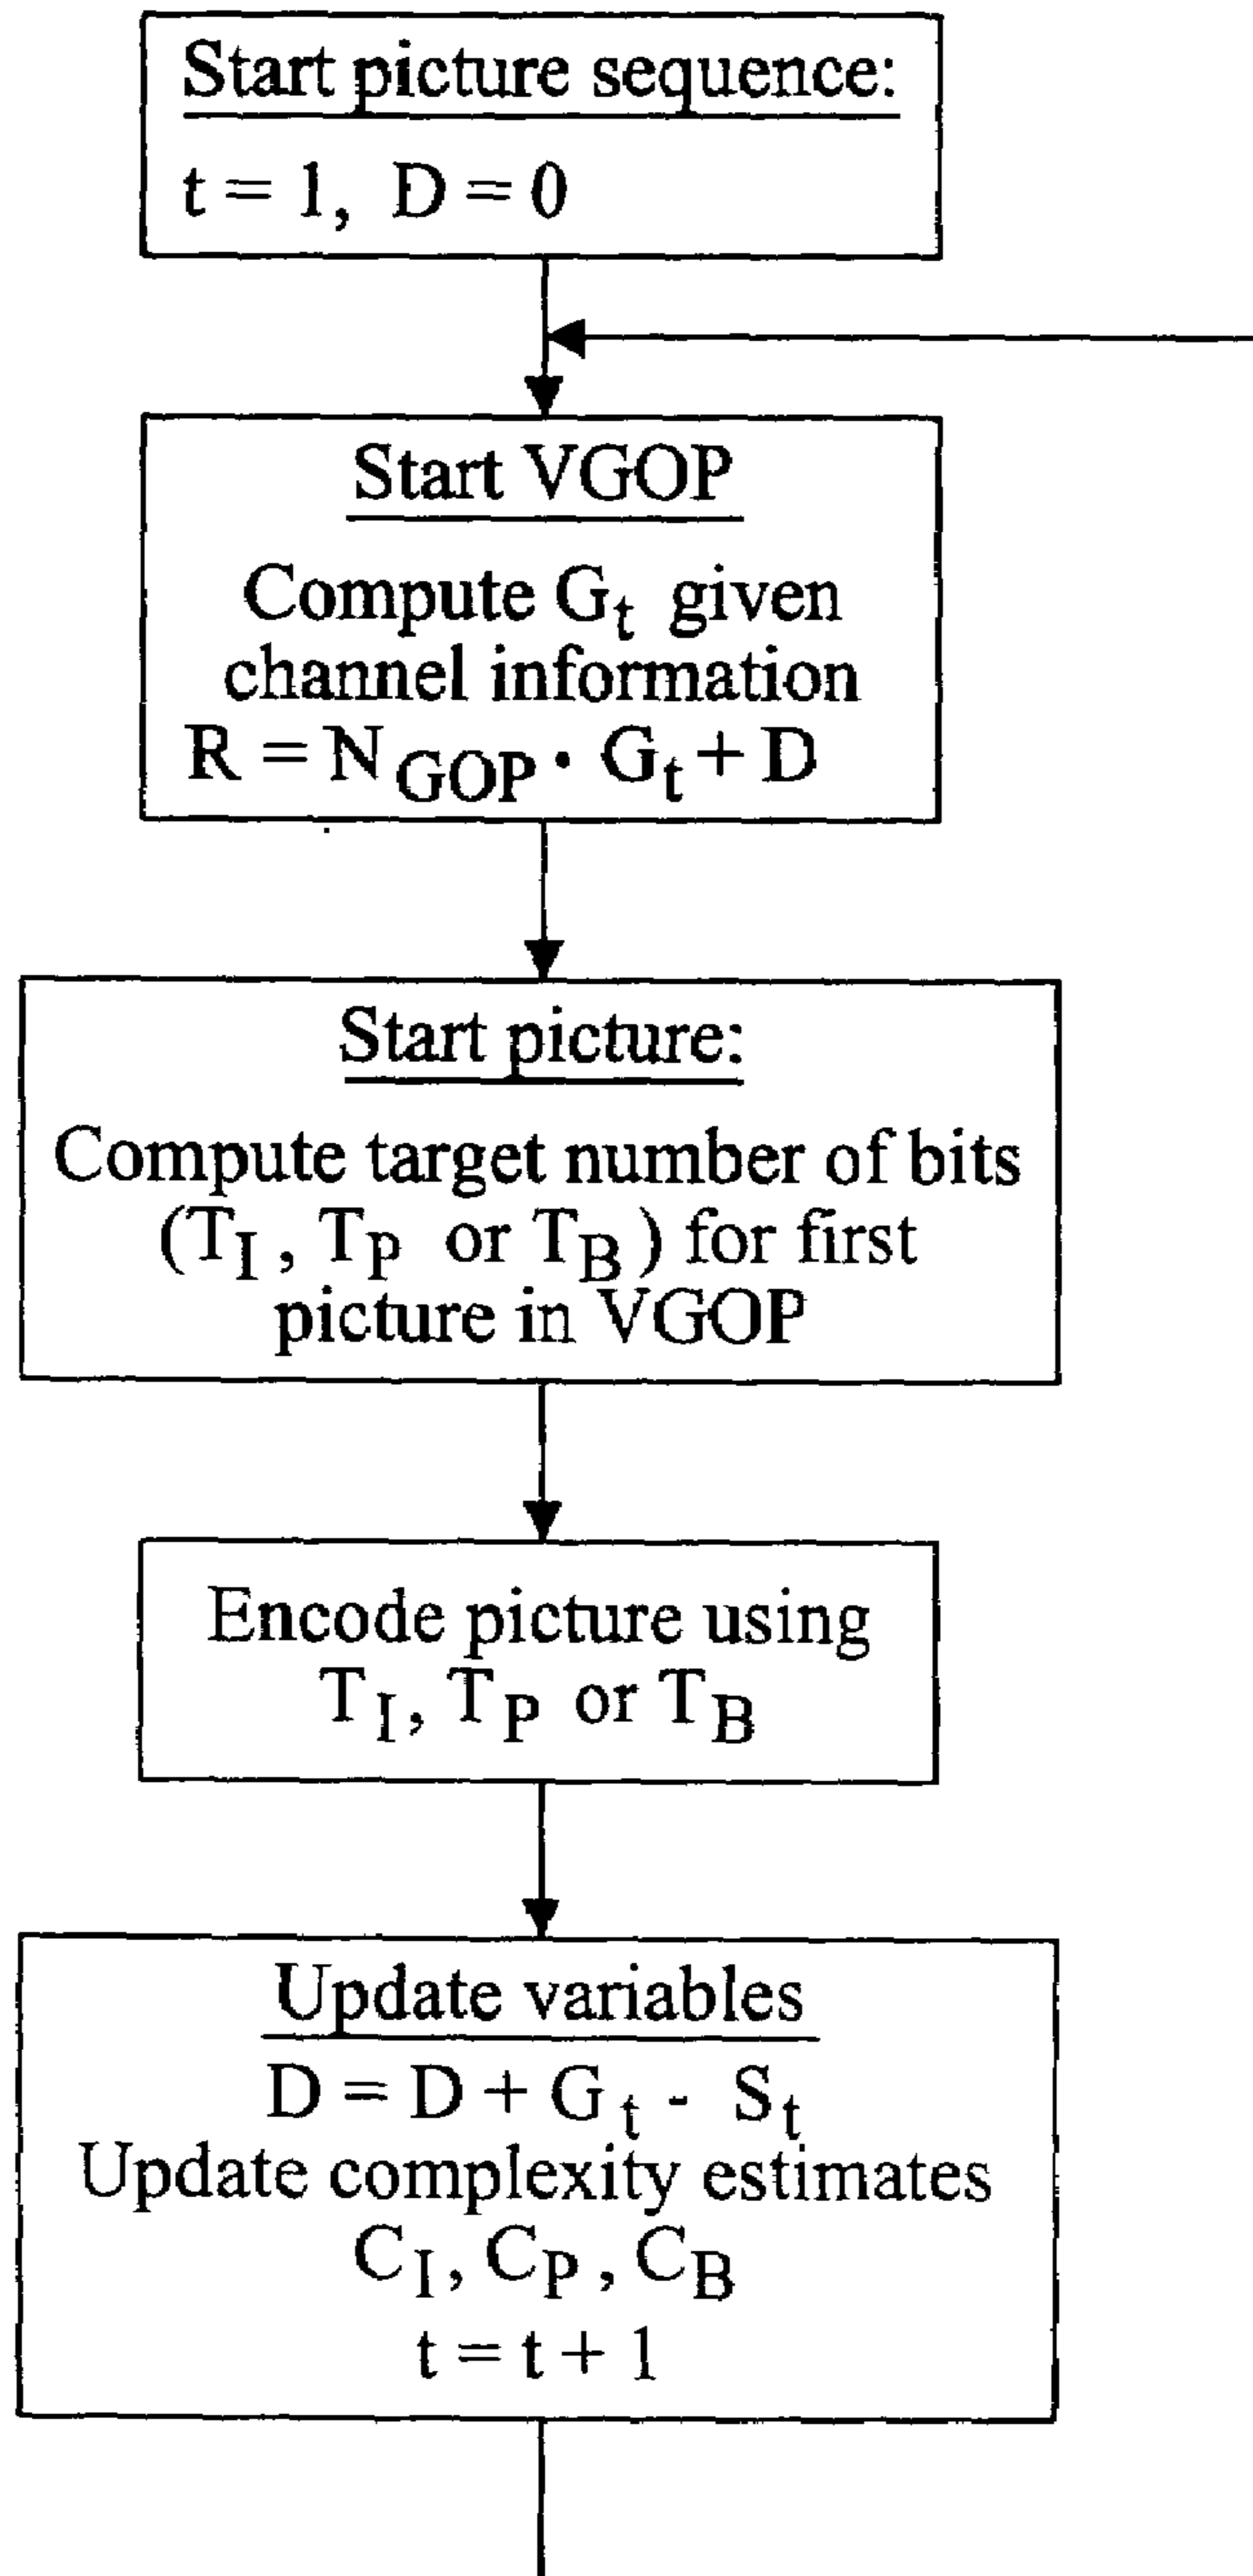 Start picture sequence:
t = 1, D = 0
Start VGOP
Compute G_t given
channel information
R = N_GOP · G_t + D
Start picture:
Compute target number of bits
(T_I, T_P or T_B) for first
picture in VGOP
Encode picture using
T_I, T_P or T_B
Update variables
D = D + G_t - S_t
Update complexity estimates
C_I, C_P, C_B
t = t + 1